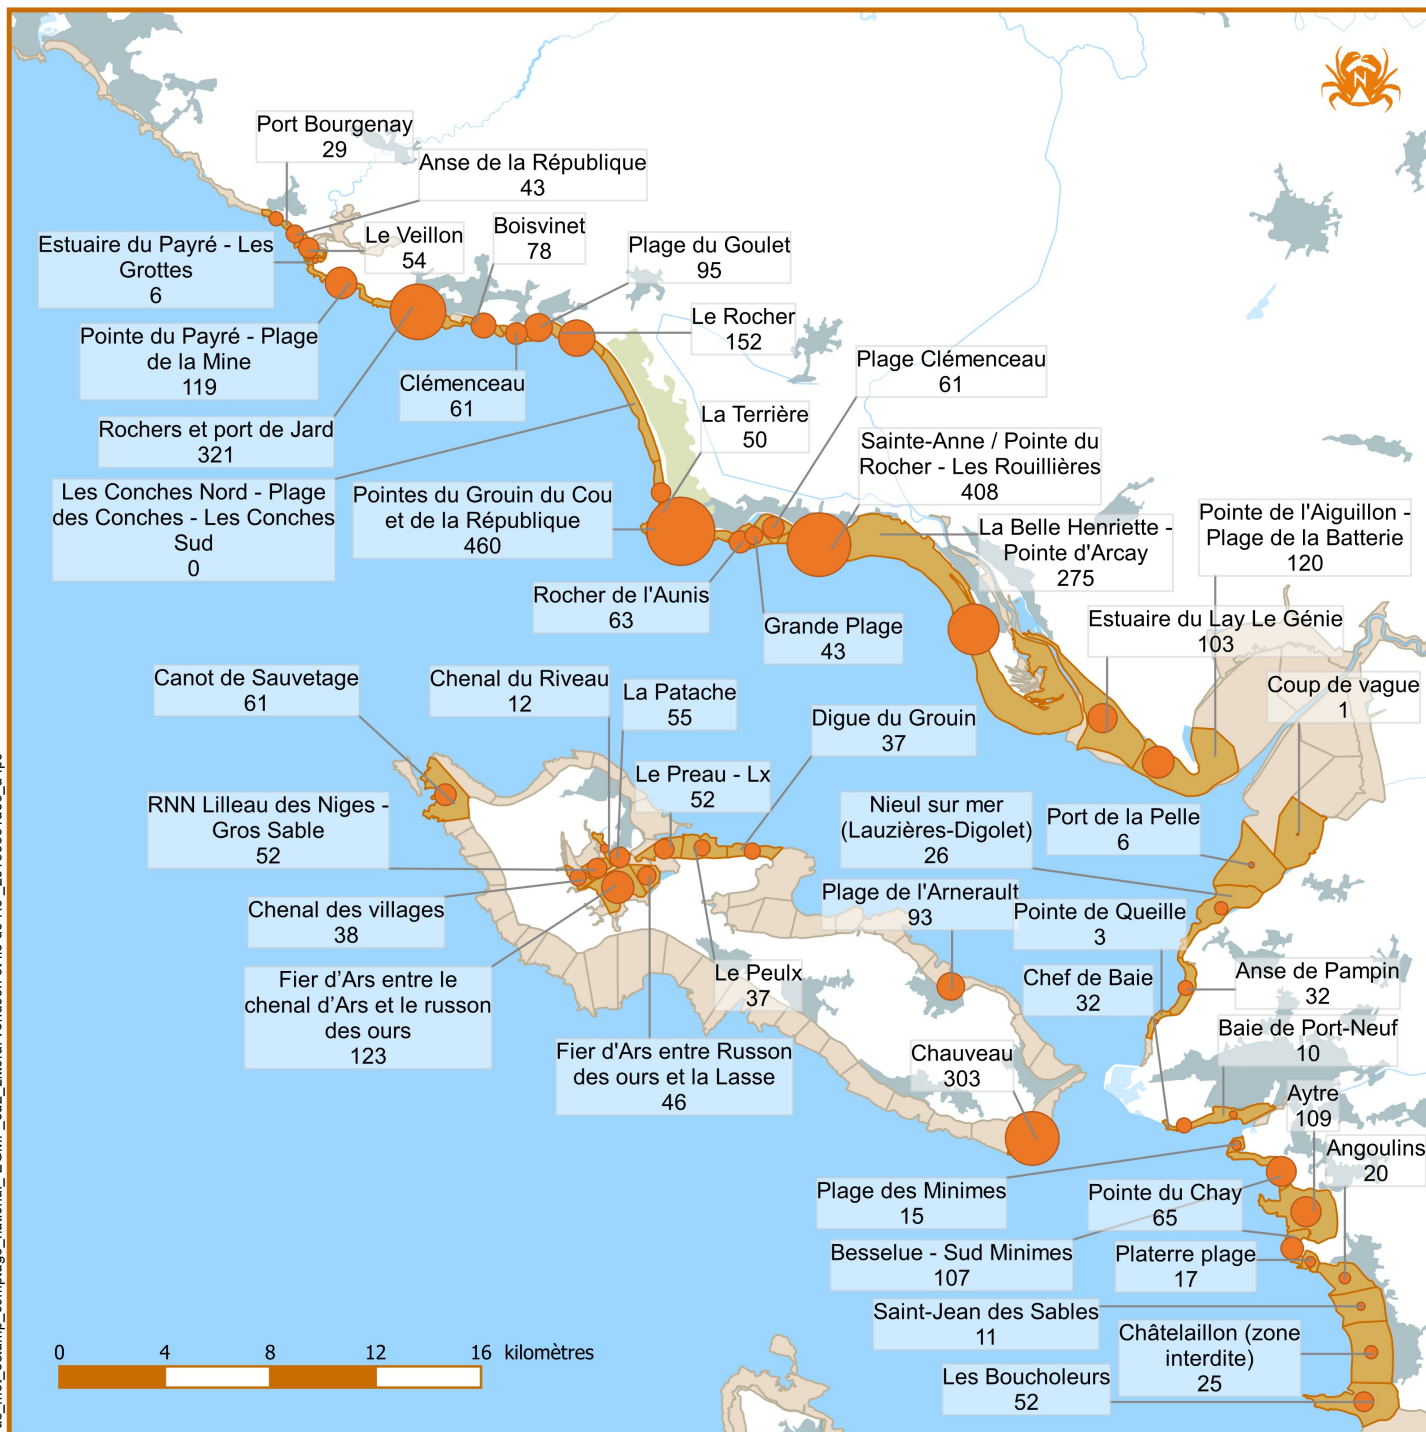 N
Port Bourgenay
29
Anse de la République
43
Le Veillon
54
Boisvinet
78
Plage du Goulet
95
Estuaire du Payré - Les
Grottes
6
Le Rocher
152
Pointe du Payré - Plage
de la Mine
119
Clémenceau
61
Plage Clémenceau
61
Rochers et port de Jard
321
La Terrière
50
Sainte-Anne / Pointe du
Rocher - Les Rouillières
408
Les Conches Nord - Plage
des Conches - Les Conches
Sud
0
Pointes du Grouin du Cou
et de la République
460
La Belle Henriette -
Pointe d'Arcay
275
Pointe de l'Aiguillon -
Plage de la Batterie
120
Rocher de l'Aunis
63
Grande Plage
43
Estuaire du Lay Le Génie
103
Canot de Sauvetage
61
Chenal du Riveau
12
La Patache
55
Coup de vague
1
Digue du Grouin
37
Le Preau - Lx
52
RNN Lilleau des Niges -
Gros Sable
52
Nieul sur mer
(Lauzières-Digolet)
26
Port de la Pelle
6
Chenal des villages
38
Plage de l'Arnerault
93
Pointe de Queille
3
Fier d’Ars entre le
chenal d’Ars et le russon
des ours
123
Le Peulx
37
Chef de Baie
32
Anse de Pampin
32
Baie de Port-Neuf
10
Fier d'Ars entre Russon
des ours et la Lasse
46
Chauveau
303
Aytre
109
Angoulins
20
Plage des Minimes
15
Pointe du Chay
65
Besselue - Sud Minimes
107
Platerre plage
17
Saint-Jean des Sables
11
Châtelaillon (zone
interdite)
25
Les Boucholeurs
52
0 4 8 12 16 kilomètres